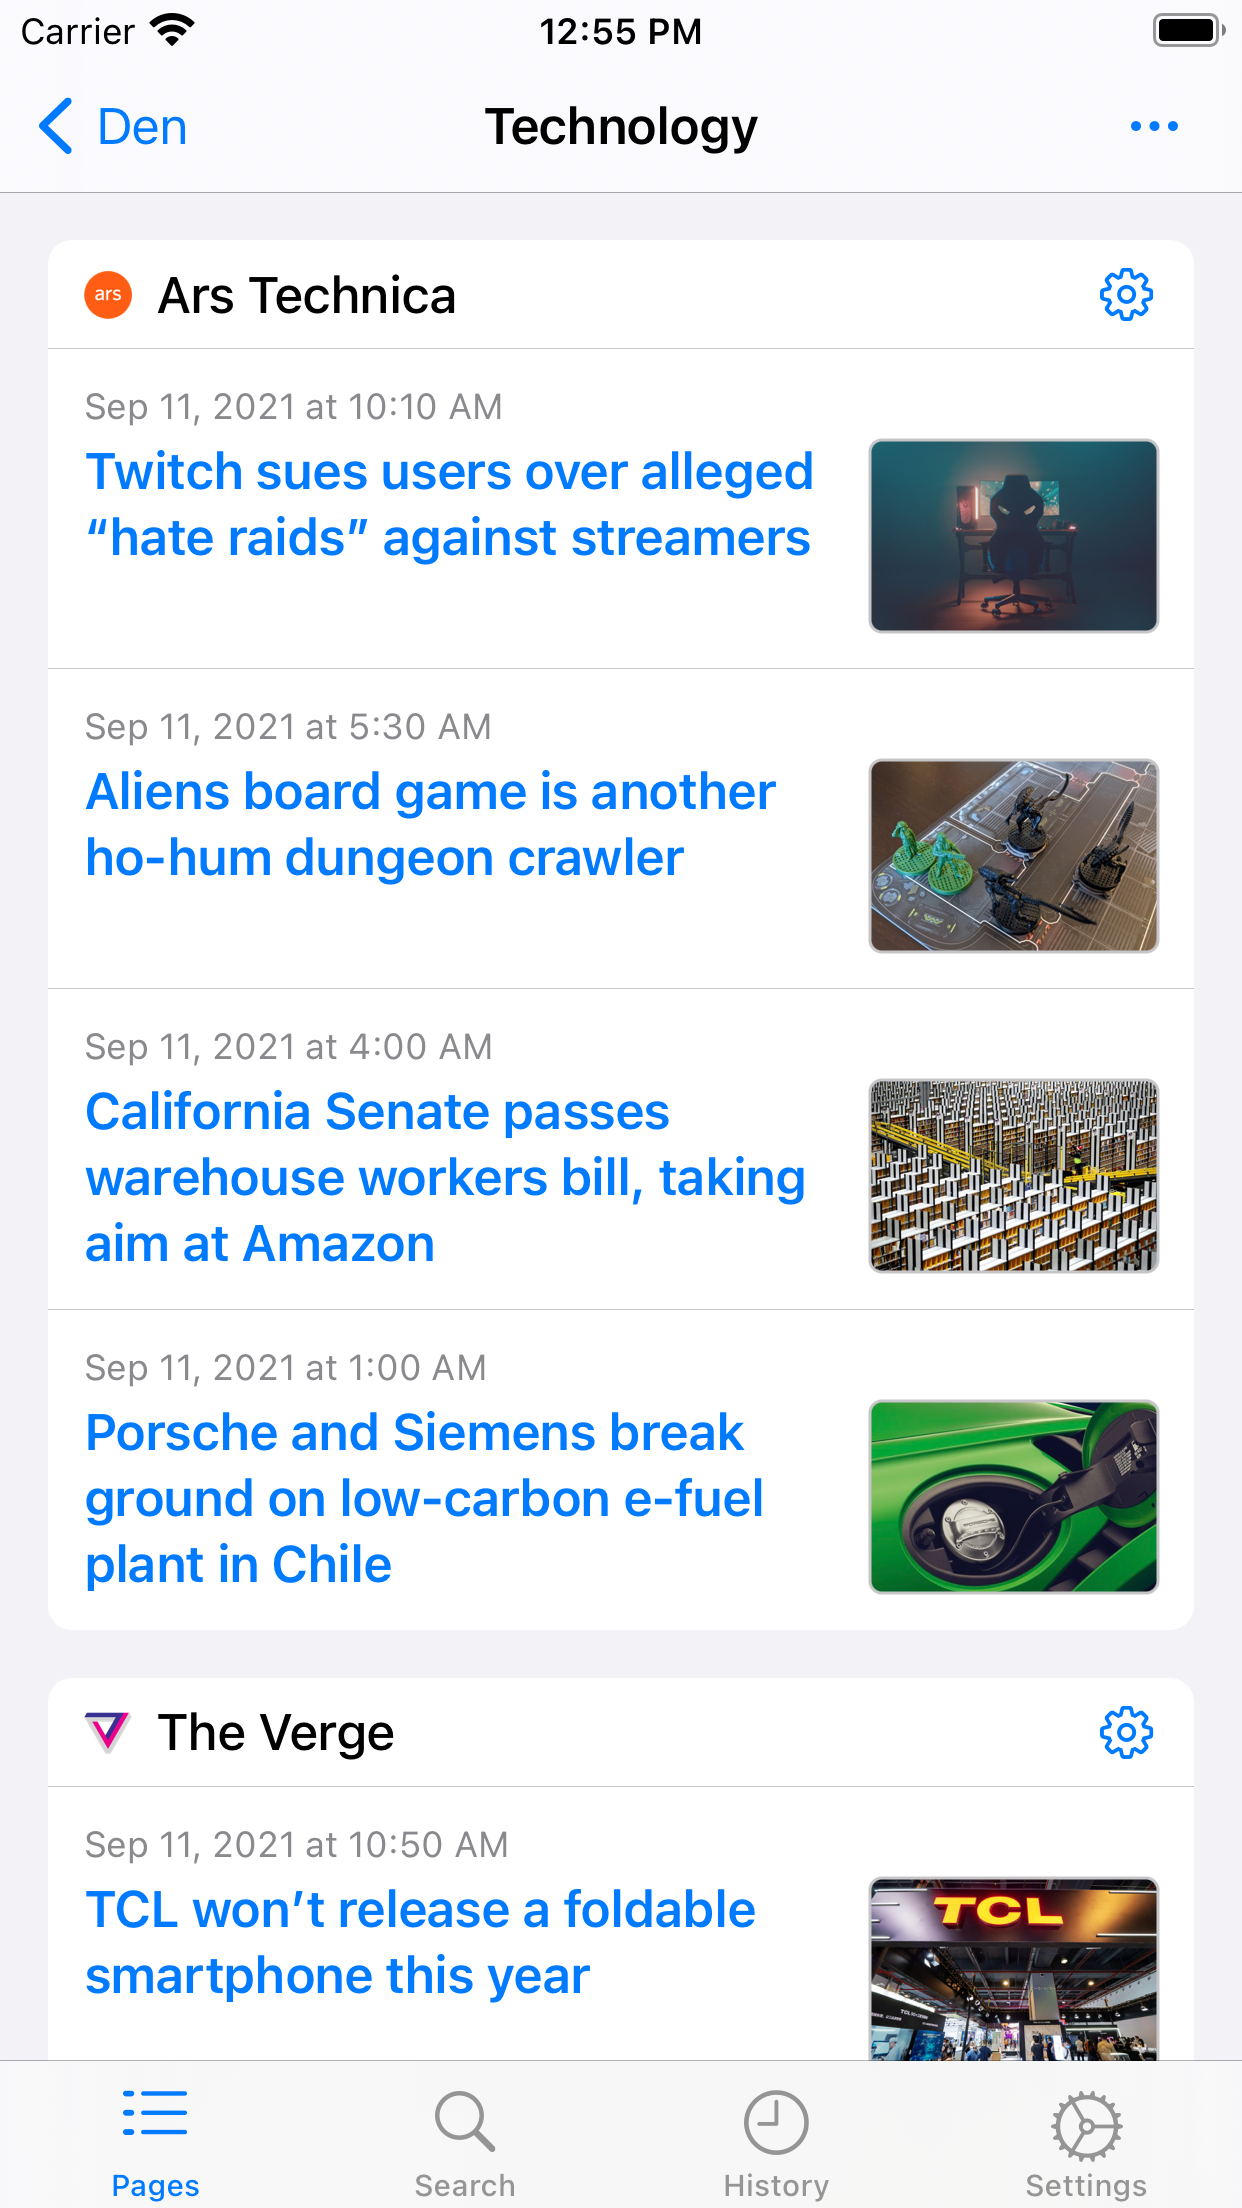 Carrier
12:55 PM
Den
Technology
ars
Ars Technica
Sep 11, 2021 at 10:10 AM
Twitch sues users over alleged
“hate raids” against streamers
Sep 11, 2021 at 5:30 AM
Aliens board game is another
ho-hum dungeon crawler
Sep 11, 2021 at 4:00 AM
California Senate passes
warehouse workers bill, taking
aim at Amazon
Sep 11, 2021 at 1:00 AM
Porsche and Siemens break
ground on low-carbon e-fuel
plant in Chile
The Verge
Sep 11, 2021 at 10:50 AM
TCL won’t release a foldable
smartphone this year
TCL
Pages
Search
History
Settings